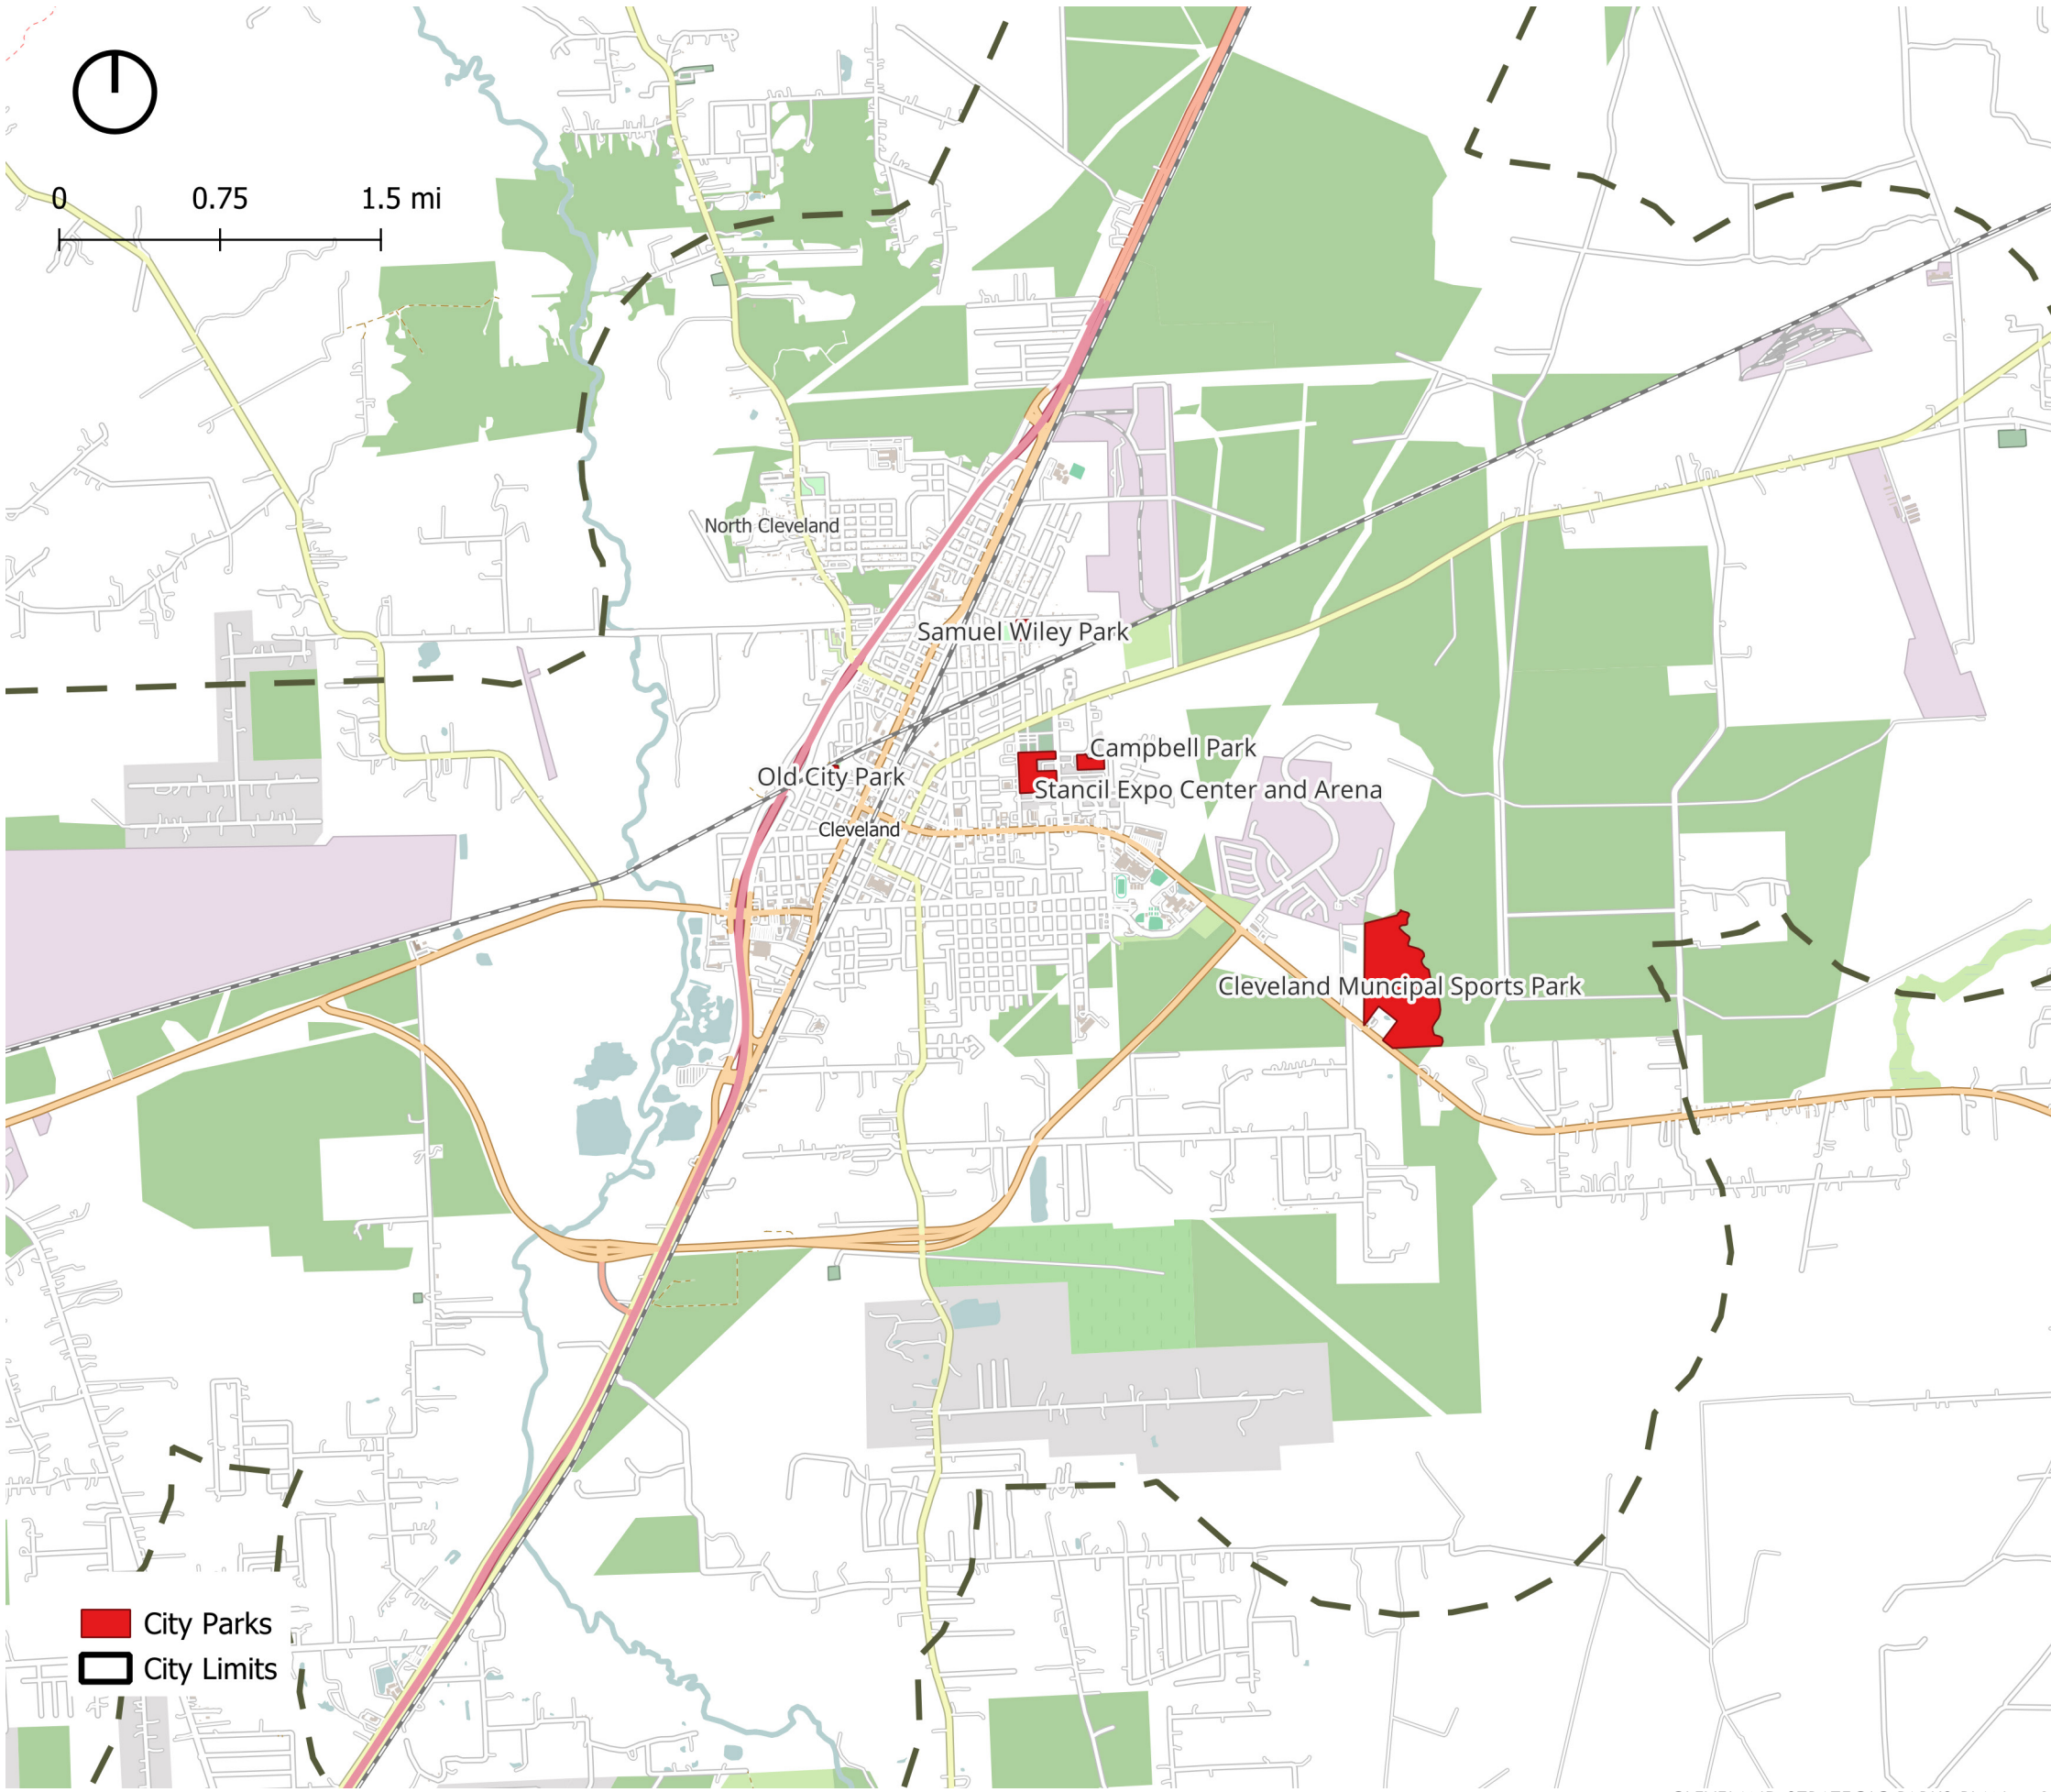 0 0.75 1.5 mi
North Cleveland
Samuel Wiley Park
Campbell Park
Old City Park
Stancil Expo Center and Arena
Cleveland
Cleveland Muncipal Sports Park
City Parks
City Limits